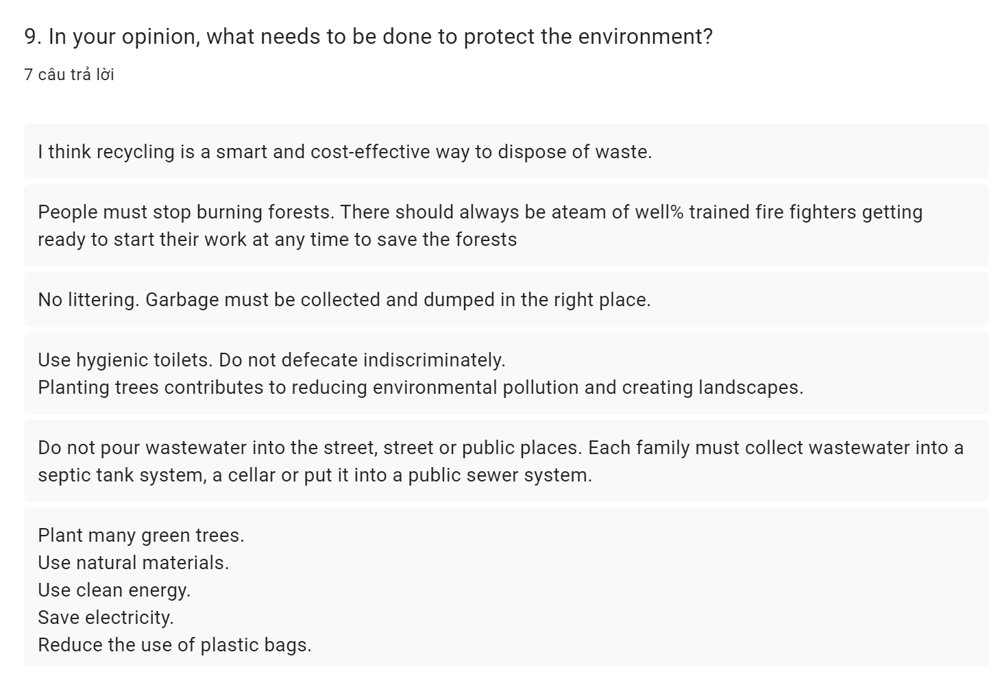 9. In your opinion, what needs to be done to protect the environment?
7 câu trả lời
I think recycling is a smart and cost-effective way to dispose of waste.
People must stop burning forests. There should always be ateam of well% trained fire fighters getting
ready to start their work at any time to save the forests
No littering. Garbage must be collected and dumped in the right place.
Use hygienic toilets. Do not defecate indiscriminately.
Planting trees contributes to reducing environmental pollution and creating landscapes.
Do not pour wastewater into the street, street or public places. Each family must collect wastewater into a
septic tank system, a cellar or put it into a public sewer system.
Plant many green trees.
Use natural materials.
Use clean energy.
Save electricity.
Reduce the use of plastic bags.